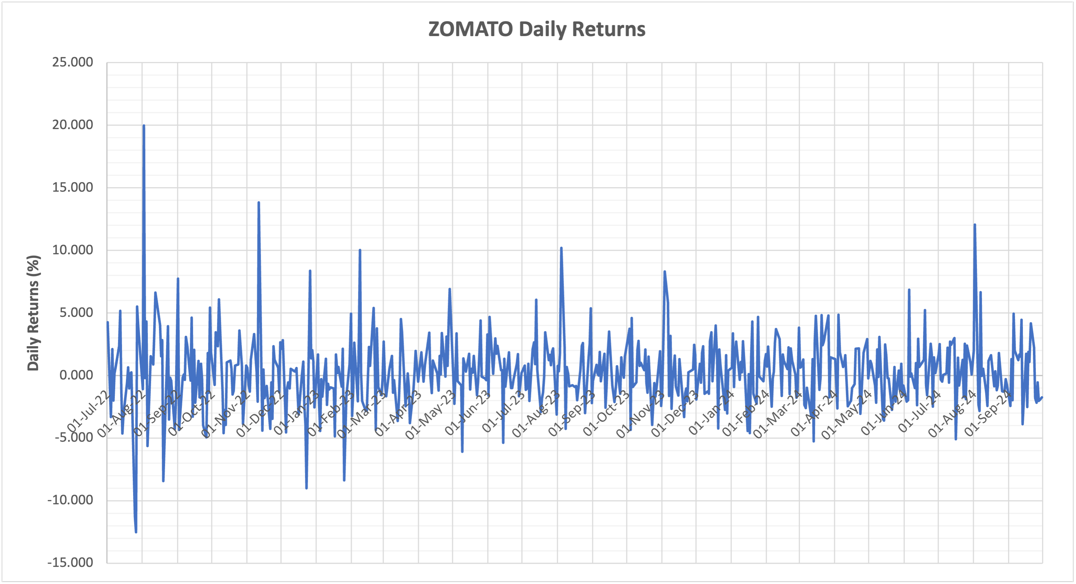 ZOMATO Daily Returns
25.000
20.000
15.000
10.000
5.000
0.000
-5.000
-10.000
-15.000
Daily Returns (%)
01-Jul-22
01-Aug-22
01-Sep-22
01-Oct-22
01-Nov-22
01-Dec-22
01-Jan-23
01-Feb-23
01-Mar-23
01-Apr-23
01-May-23
01-Jun-23
01-Jul-23
01-Aug-23
01-Sep-23
01-Oct-23
01-Nov-23
01-Dec-23
01-Jan-24
01-Feb-24
01-Mar-24
01-Apr-24
01-May-24
01-Jun-24
01-Jul-24
01-Aug-24
01-Sep-24